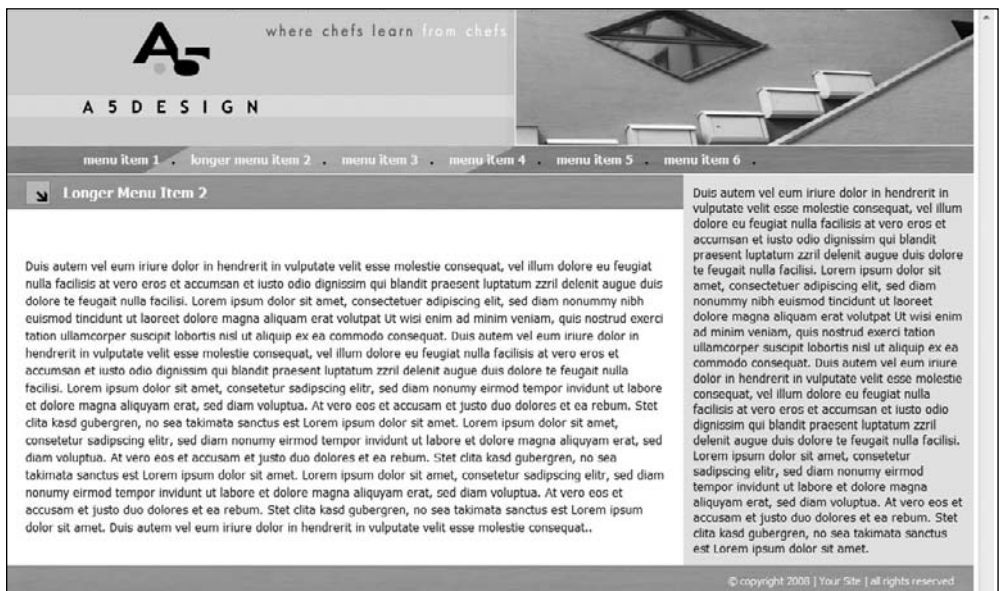 where chefs learn from chefs
A5
A5DESIGN
menu item 1 . longer menu item 2 . menu item 3 . menu item 4 . menu item 5 . menu item 6 .
Longer Menu Item 2
Duis autem vel eum iriure dolor in hendrerit in vulputate velit esse molestie consequat, vel illum dolore eu feugiat
nulla facilisis at vero eros et accumsan et iusto odio dignissim qui blandit praesent luptatum zzril delenit augue duis
dolore te feugait nulla facilisi. Lorem ipsum dolor sit amet, consectetuer adipiscing elit, sed diam nonummy nibh
euismod tincidunt ut laoreet dolore magna aliquam erat volutpat Ut wisi enim ad minim veniam, quis nostrud exerci
tation ullamcorper suscipit lobortis nisl ut aliquip ex ea commodo consequat. Duis autem vel eum iriure dolor in
hendrerit in vulputate velit esse molestie consequat, vel illum dolore eu feugiat nulla facilisis at vero eros et
accumsan et iusto odio dignissim qui blandit praesent luptatum zzril delenit augue duis dolore te feugait nulla
facilisi. Lorem ipsum dolor sit amet, consetetur sadipscing elitr, sed diam nonumy eirmod tempor invidunt ut labore
et dolore magna aliquyam erat, sed diam voluptua. At vero eos et accusam et justo duo dolores et ea rebum. Stet
clita kasd gubergren, no sea takimata sanctus est Lorem ipsum dolor sit amet. Lorem ipsum dolor sit amet,
consetetur sadipscing elitr, sed diam nonumy eirmod tempor invidunt ut labore et dolore magna aliquyam erat, sed
diam voluptua. At vero eos et accusam et justo duo dolores et ea rebum. Stet clita kasd gubergren, no sea
takimata sanctus est Lorem ipsum dolor sit amet. Lorem ipsum dolor sit amet, consetetur sadipscing elitr, sed diam
nonumy eirmod tempor invidunt ut labore et dolore magna aliquyam erat, sed diam voluptua. At vero eos et
accusam et justo duo dolores et ea rebum. Stet clita kasd gubergren, no sea takimata sanctus est Lorem ipsum
dolor sit amet. Duis autem vel eum iriure dolor in hendrerit in vulputate velit esse molestie consequat..
Duis autem vel eum iriure dolor in hendrerit in
vulputate velit esse molestie consequat, vel illum
dolore eu feugiat nulla facilisis at vero eros et
accumsan et iusto odio dignissim qui blandit
praesent luptatum zzril delenit augue duis dolore
te feugait nulla facilisi. Lorem ipsum dolor sit
amet, consectetuer adipiscing elit, sed diam
nonummy nibh euismod tincidunt ut laoreet
dolore magna aliquam erat volutpat Ut wisi enim
ad minim veniam, quis nostrud exerci tation
ullamcorper suscipit lobortis nisl ut aliquip ex ea
commodo consequat. Duis autem vel eum iriure
dolor in hendrerit in vulputate velit esse molestie
consequat, vel illum dolore eu feugiat nulla
facilisis at vero eros et accumsan et iusto odio
dignissim qui blandit praesent luptatum zzril
delenit augue duis dolore te feugait nulla facilisi.
Lorem ipsum dolor sit amet, consetetur
sadipscing elitr, sed diam nonumy eirmod
tempor invidunt ut labore et dolore magna
aliquyam erat, sed diam voluptua. At vero eos et
accusam et justo duo dolores et ea rebum. Stet
clita kasd gubergren, no sea takimata sanctus
est Lorem ipsum dolor sit amet.
© copyright 2008 | Your Site | all rights reserved